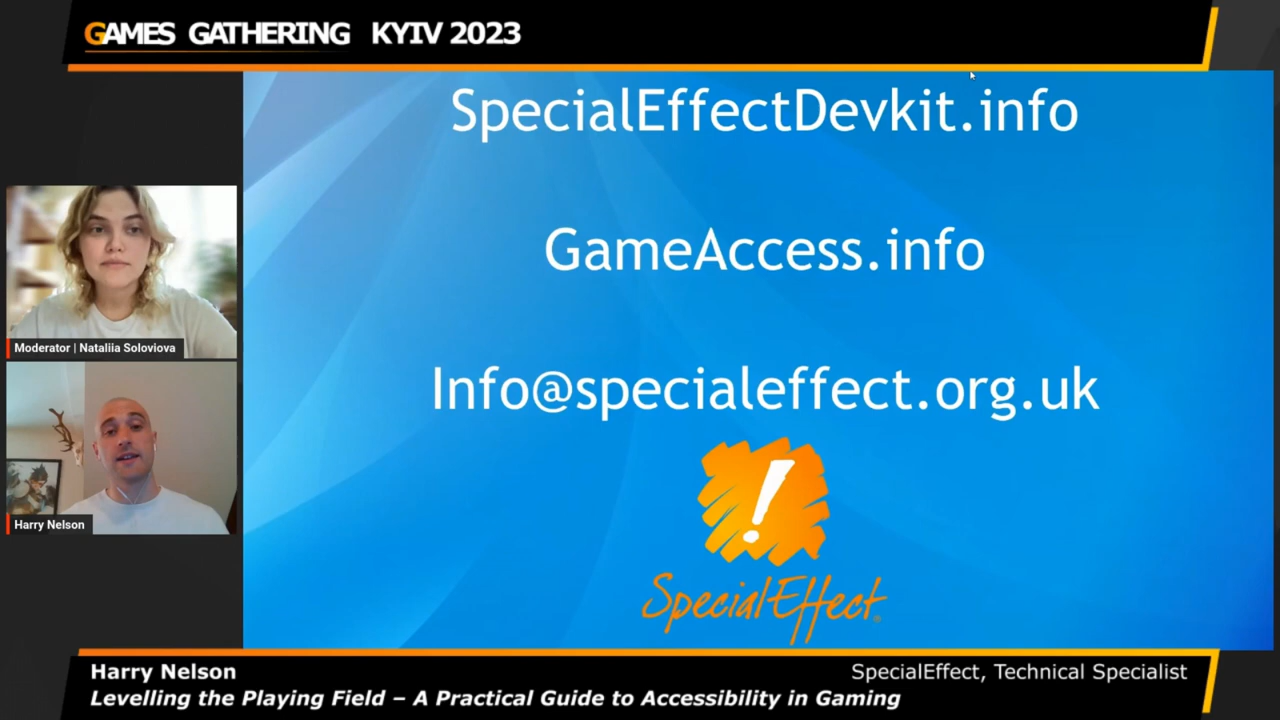 GAMES GATHERING KYIV 2023
SpecialEffectDevkit.info
GameAccess.info
Info@specialeffect.org.uk
!
SpecialEffect®
Moderator | Nataliia Soloviova
Harry Nelson
Harry Nelson
SpecialEffect, Technical Specialist
Levelling the Playing Field – A Practical Guide to Accessibility in Gaming